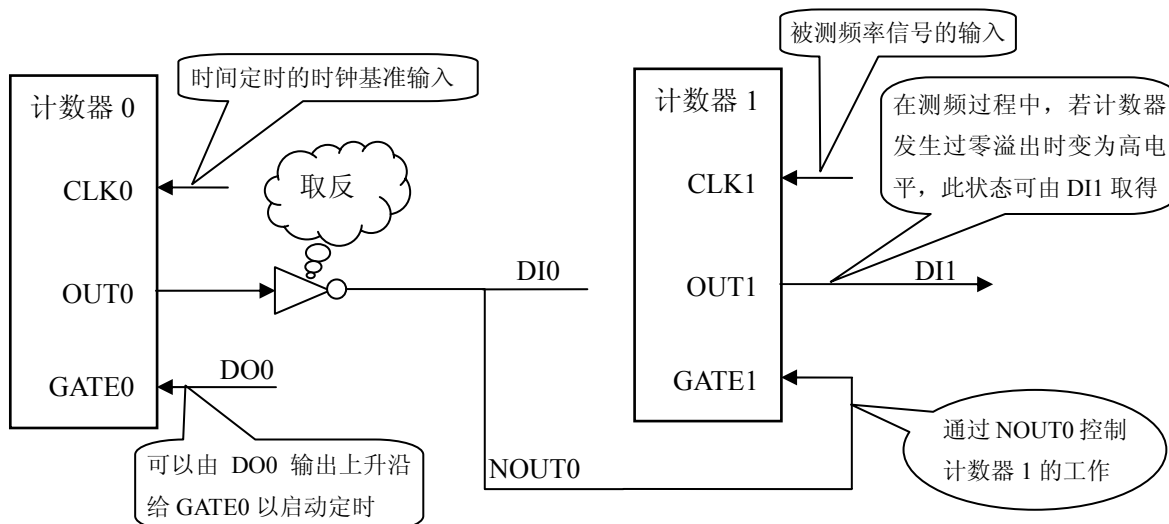 计数器 0
时间定时的时钟基准输入
CLK0
取反
OUT0
DI0
GATE0
DO0
可以由 DO0 输出上升沿
给 GATE0 以启动定时
NOUT0
被测频率信号的输入
计数器 1
在测频过程中，若计数器
发生过零溢出时变为高电
平，此状态可由 DI1 取得
CLK1
OUT1
DI1
GATE1
通过 NOUT0 控制
计数器 1 的工作